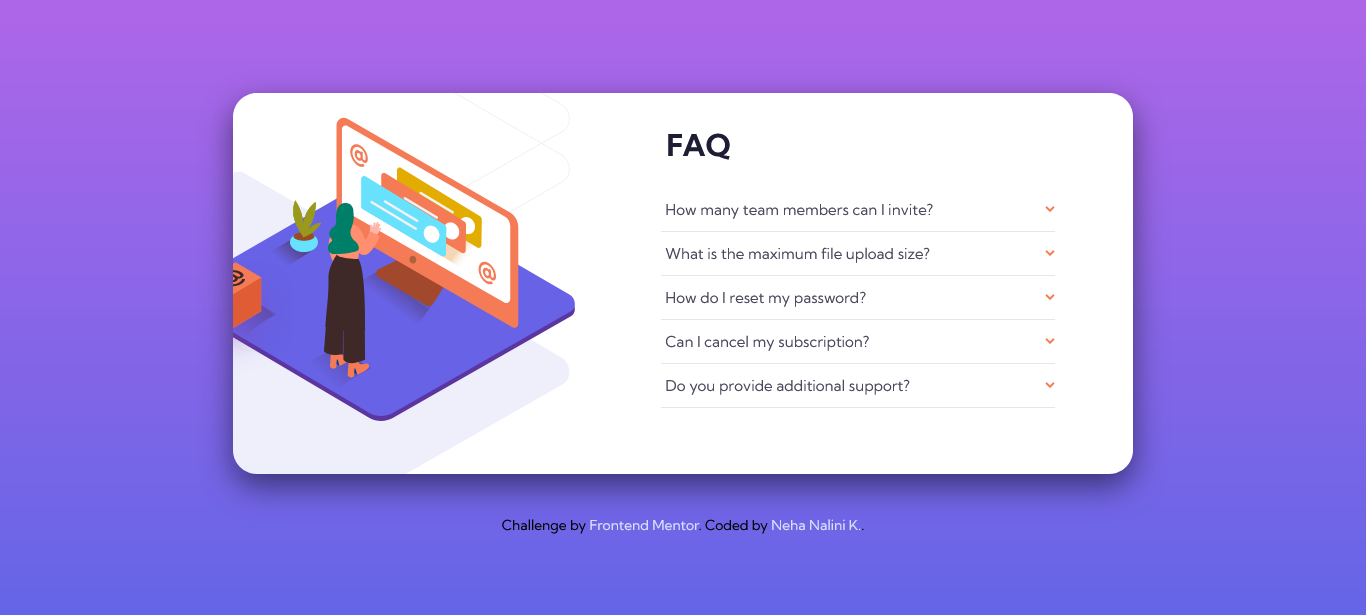 FAQ
How many team members can I invite?
What is the maximum file upload size?
How do I reset my password?
Can I cancel my subscription?
Do you provide additional support?
@
@
@
Challenge by Frontend Mentor. Coded by Neha Nalini K..